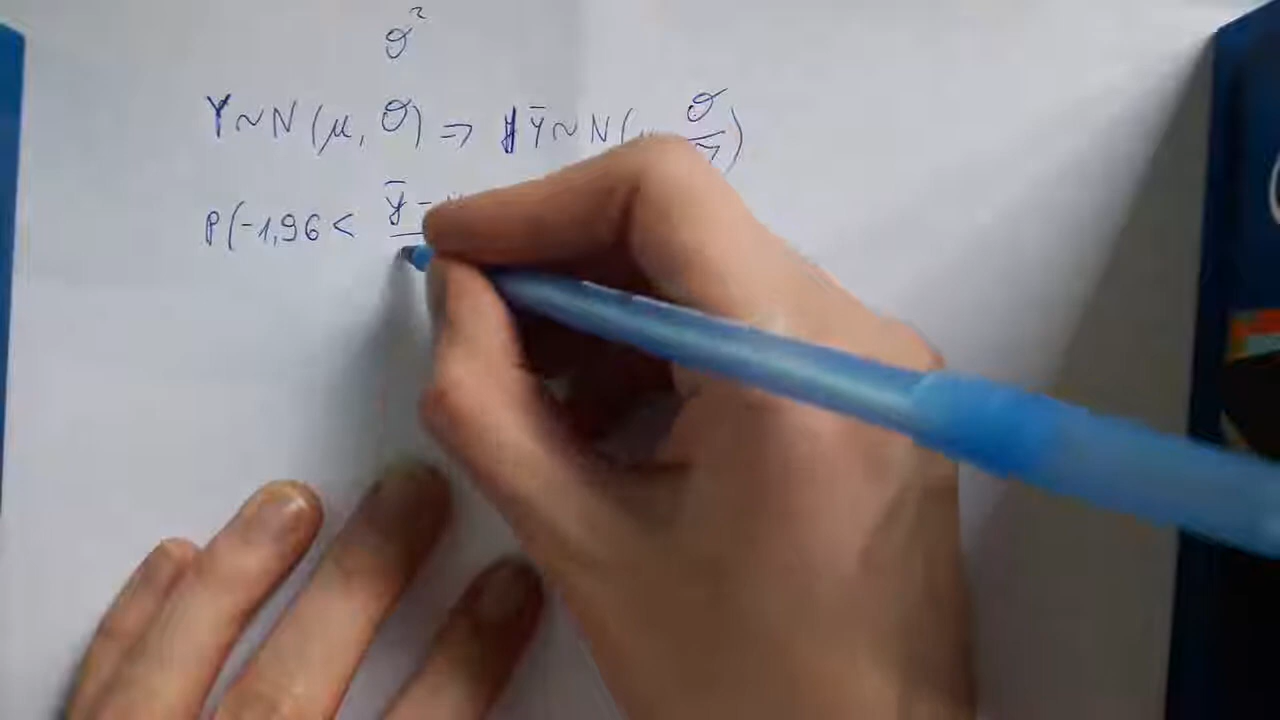 σ²
Y ~ N (μ, σ) => Ȳ ~ N ( σ )
P(-1,96 < ȳ -